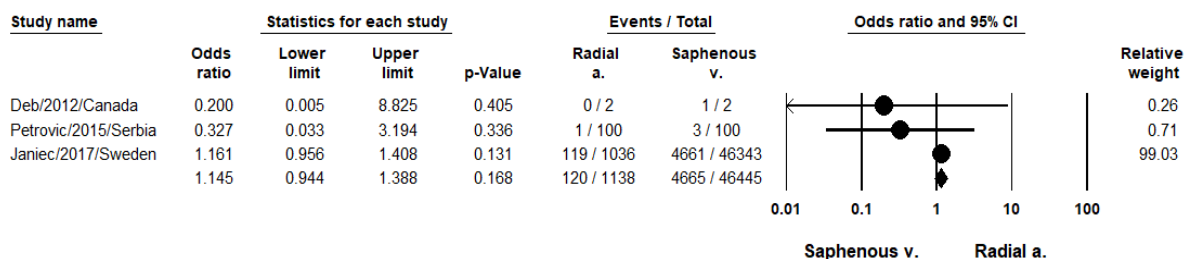 Study name Statistics for each study Events / Total Odds ratio and 95% CI
Odds ratio Lower limit Upper limit p-Value Radial a. Saphenous v. Relative weight
Deb/2012/Canada 0.200 0.005 8.825 0.405 0 / 2 1 / 2 0.26
Petrovic/2015/Serbia 0.327 0.033 3.194 0.336 1 / 100 3 / 100 0.71
Janiec/2017/Sweden 1.161 0.956 1.408 0.131 119 / 1036 4661 / 46343 99.03
1.145 0.944 1.388 0.168 120 / 1138 4665 / 46445
0.01 0.1 1 10 100
Saphenous v. Radial a.